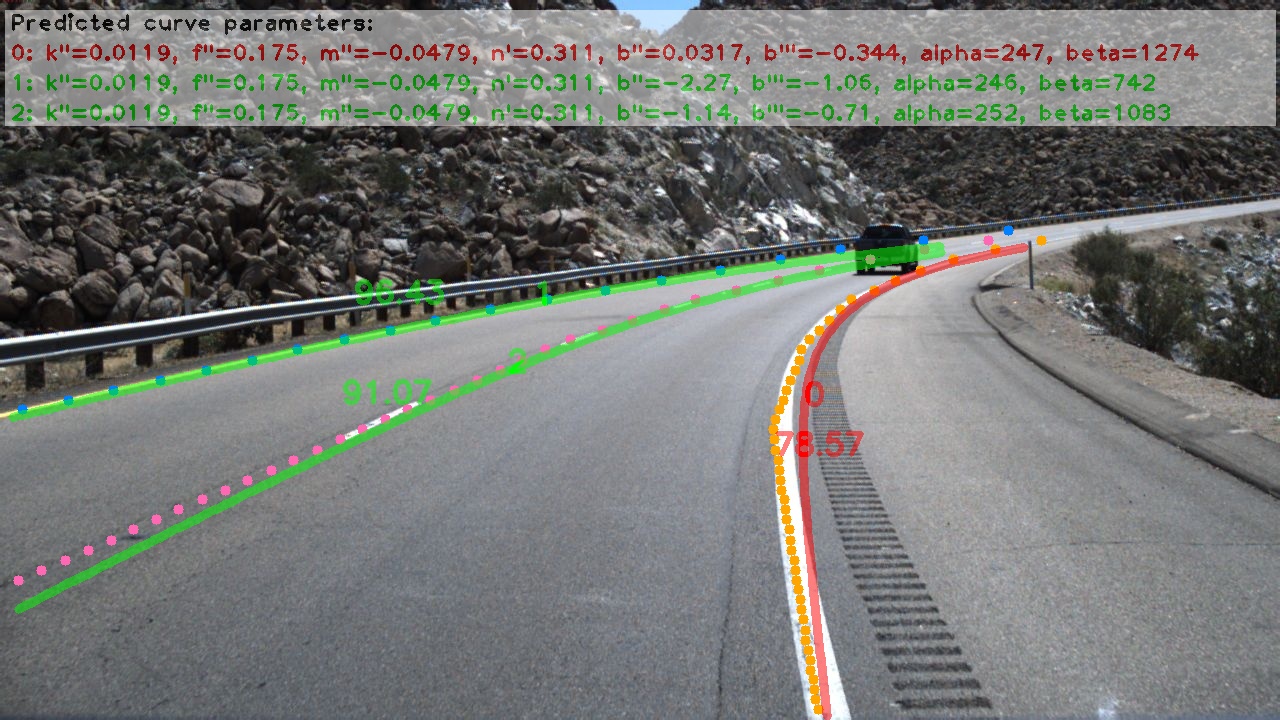 Predicted curve parameters:
0: k''=0.0119, f''=0.175, m''=-0.0479, n'=0.311, b''=0.0317, b'''=-0.344, alpha=247, beta=1274
1: k''=0.0119, f''=0.175, m''=-0.0479, n'=0.311, b''=-2.27, b'''=-1.06, alpha=246, beta=742
2: k''=0.0119, f''=0.175, m''=-0.0479, n'=0.311, b''=-1.14, b'''=-0.71, alpha=252, beta=1083
96.43
1
2
91.07
0
78.57